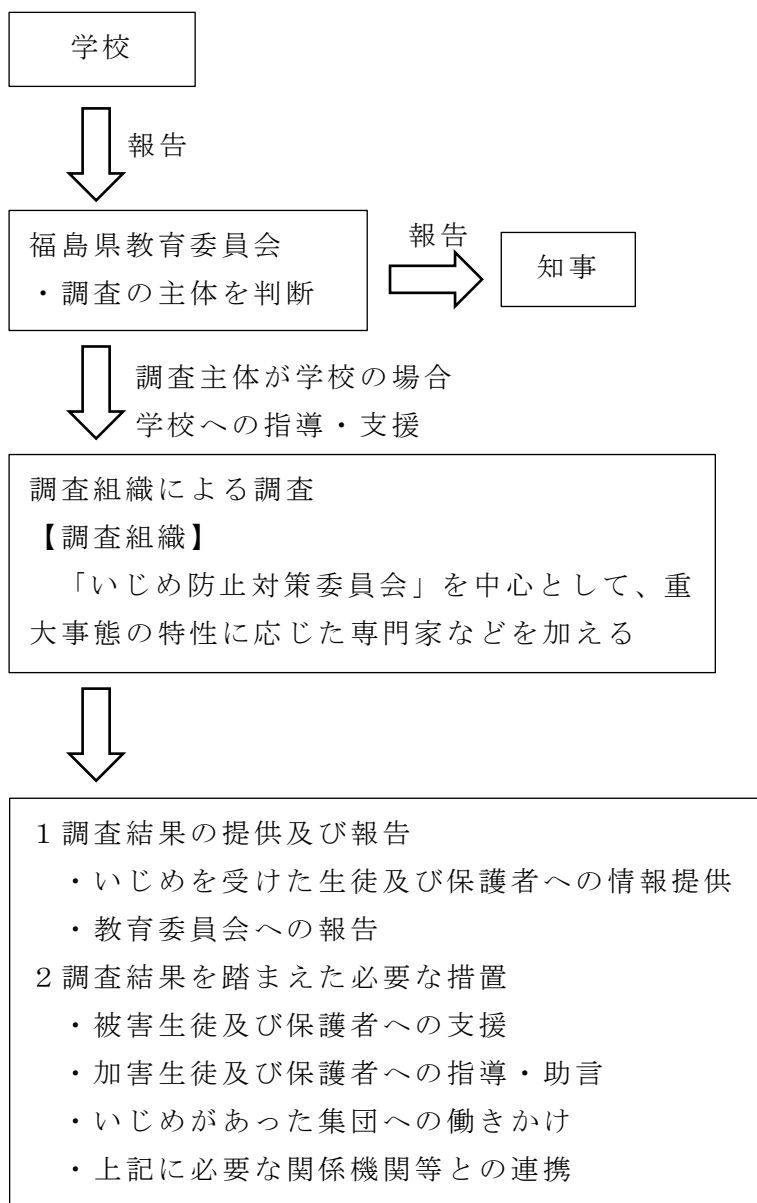 学校
報告
福島県教育委員会
・調査の主体を判断
報告
知事
調査主体が学校の場合
学校への指導・支援
調査組織による調査
【調査組織】
「いじめ防止対策委員会」を中心として、重
大事態の特性に応じた専門家などを加える
１調査結果の提供及び報告
・いじめを受けた生徒及び保護者への情報提供
・教育委員会への報告
２調査結果を踏まえた必要な措置
・被害生徒及び保護者への支援
・加害生徒及び保護者への指導・助言
・いじめがあった集団への働きかけ
・上記に必要な関係機関等との連携